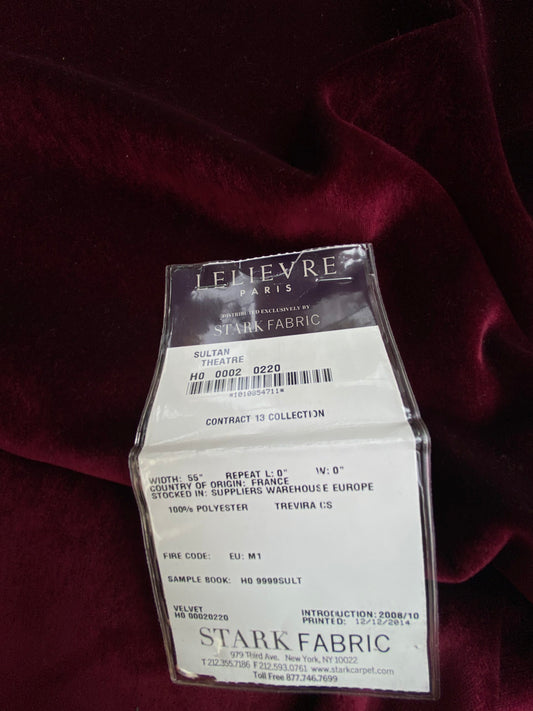 LELIEVRE
PARIS
DISTRIBUTED EXCLUSIVELY BY
STARK FABRIC
SULTAN
THEATRE
H0 0002 0220
*1010854711*
CONTRACT 13 COLLECTION
WIDTH: 55" REPEAT L: 0" W: 0"
COUNTRY OF ORIGIN: FRANCE
STOCKED IN: SUPPLIERS WAREHOUSE EUROPE
100% POLYESTER TREVIRA CS
FIRE CODE: EU: M1
SAMPLE BOOK: H0 9999SULT
VELVET
H0 00020220
INTRODUCTION: 2008/10
PRINTED: 12/12/2014
STARK FABRIC
979 Third Ave. New York, NY 10022
T 212.355.7186 F 212.593.0761 www.starkcarpet.com
Toll Free 877.746.7699